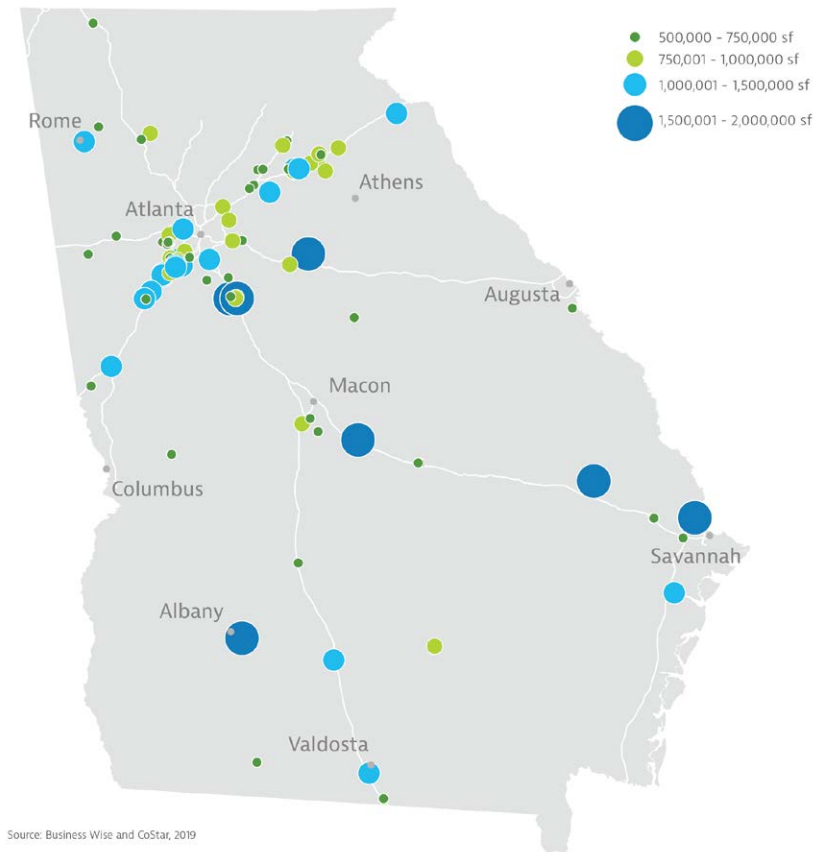 500,000 - 750,000 sf
750,001 - 1,000,000 sf
1,000,001 - 1,500,000 sf
1,500,001 - 2,000,000 sf
Rome
Athens
Atlanta
Augusta
Macon
Columbus
Savannah
Albany
Valdosta
Source: Business Wise and CoStar, 2019